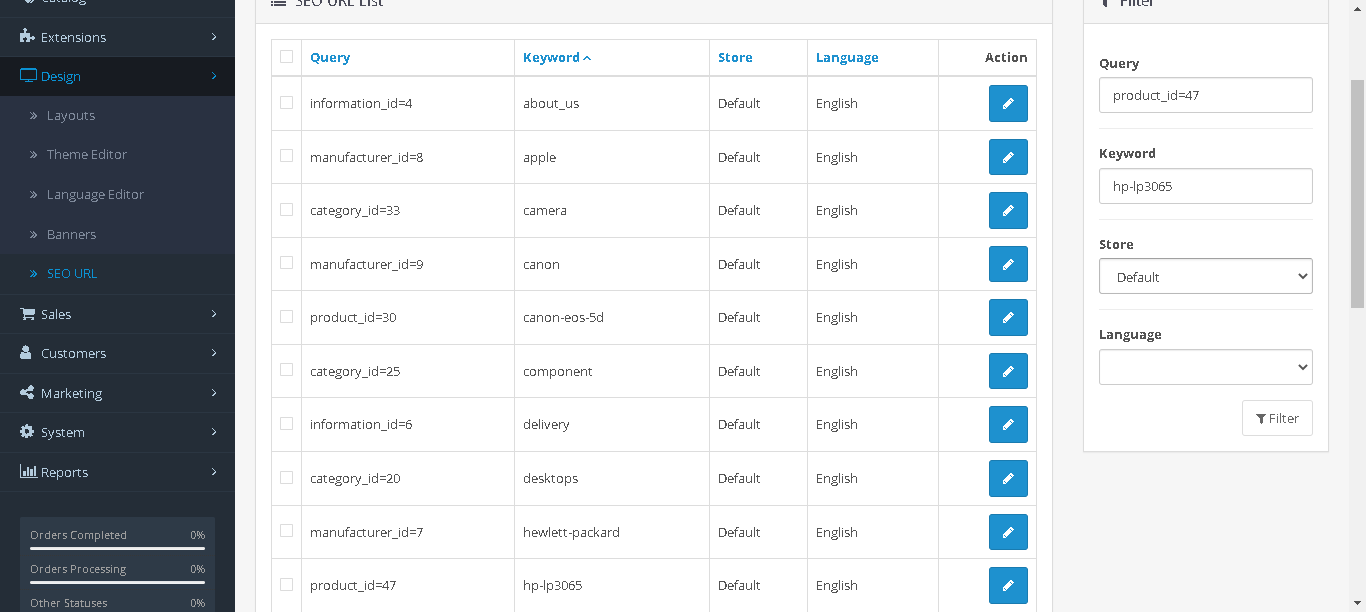 Catalog
Extensions
Design
Layouts
Theme Editor
Language Editor
Banners
SEO URL
Sales
Customers
Marketing
System
Reports
Orders Completed 0%
Orders Processing 0%
Other Statuses 0%
SEO URL List
Query Keyword Store Language Action
information_id=4 about_us Default English
manufacturer_id=8 apple Default English
category_id=33 camera Default English
manufacturer_id=9 canon Default English
product_id=30 canon-eos-5d Default English
category_id=25 component Default English
information_id=6 delivery Default English
category_id=20 desktops Default English
manufacturer_id=7 hewlett-packard Default English
product_id=47 hp-lp3065 Default English
Filter
Query
product_id=47
Keyword
hp-lp3065
Store
Default
Language
Filter